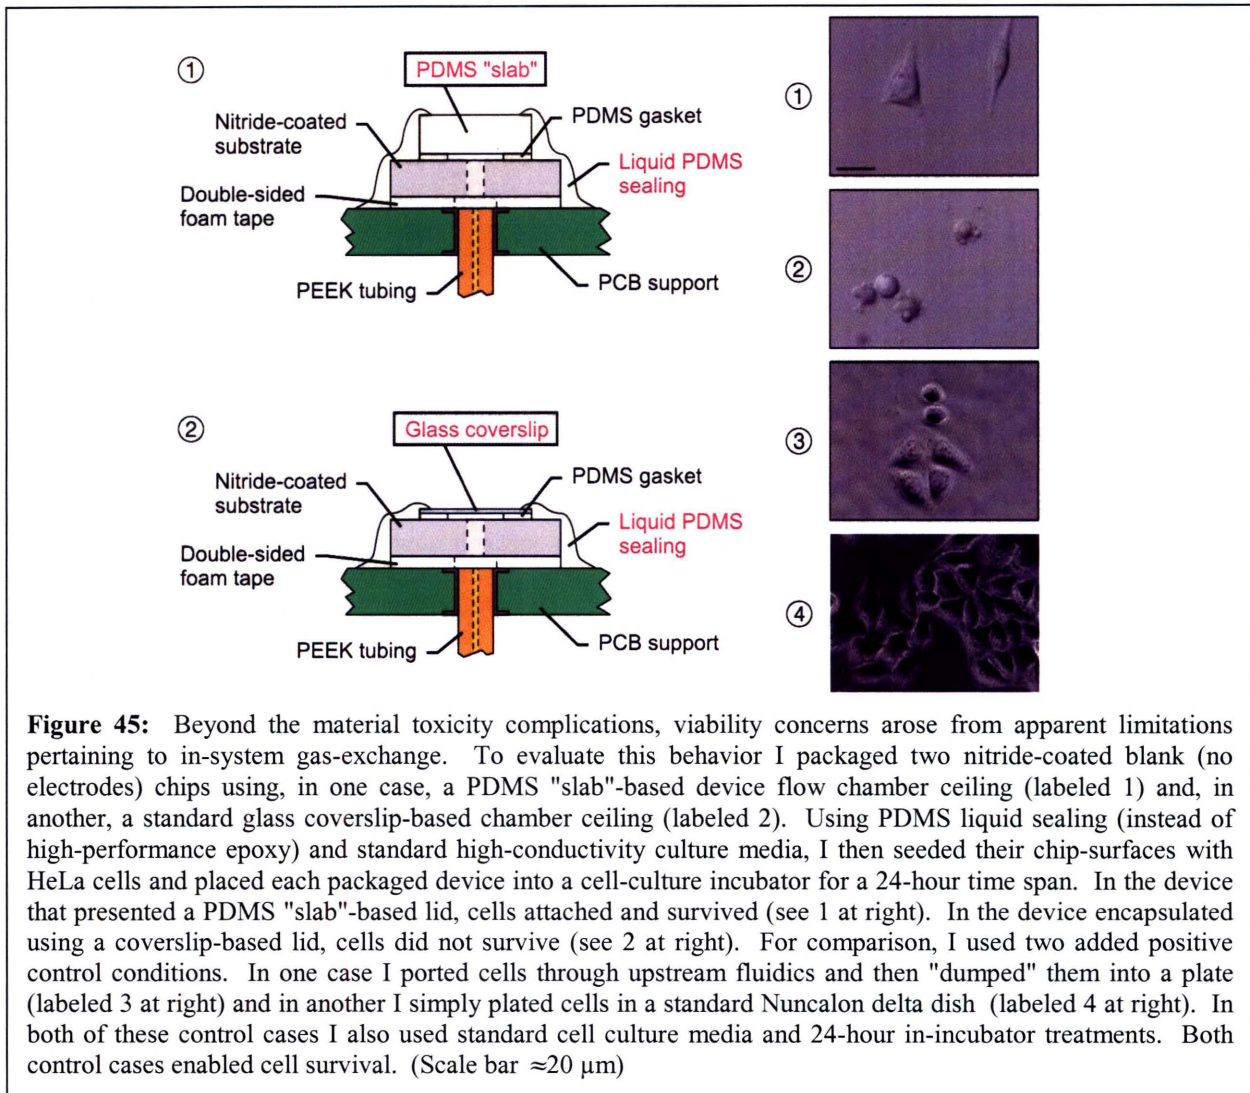 ①
PDMS "slab"
Nitride-coated
substrate
PDMS gasket
Liquid PDMS
sealing
Double-sided
foam tape
PEEK tubing
PCB support
②
Glass coverslip
Nitride-coated
substrate
PDMS gasket
Liquid PDMS
sealing
Double-sided
foam tape
PEEK tubing
PCB support
①
②
③
④
Figure 45: Beyond the material toxicity complications, viability concerns arose from apparent limitations
pertaining to in-system gas-exchange. To evaluate this behavior I packaged two nitride-coated blank (no
electrodes) chips using, in one case, a PDMS "slab"-based device flow chamber ceiling (labeled 1) and, in
another, a standard glass coverslip-based chamber ceiling (labeled 2). Using PDMS liquid sealing (instead of
high-performance epoxy) and standard high-conductivity culture media, I then seeded their chip-surfaces with
HeLa cells and placed each packaged device into a cell-culture incubator for a 24-hour time span. In the device
that presented a PDMS "slab"-based lid, cells attached and survived (see 1 at right). In the device encapsulated
using a coverslip-based lid, cells did not survive (see 2 at right). For comparison, I used two added positive
control conditions. In one case I ported cells through upstream fluidics and then "dumped" them into a plate
(labeled 3 at right) and in another I simply plated cells in a standard Nuncalon delta dish (labeled 4 at right). In
both of these control cases I also used standard cell culture media and 24-hour in-incubator treatments. Both
control cases enabled cell survival. (Scale bar ≈20 µm)